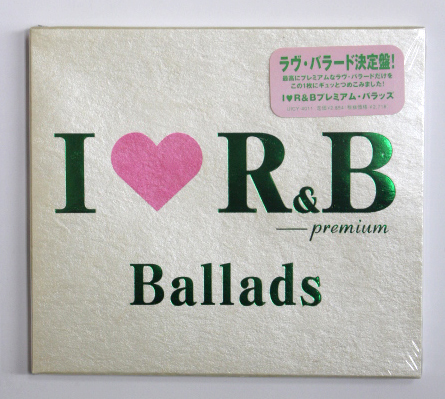 ラヴ・バラード決定盤!
最高にプレミアムなラヴ・バラードだけを
この1枚にギュッとつめこみました!
I♥R&Bプレミアム・バラッズ
I ♥ R&B
premium
Ballads